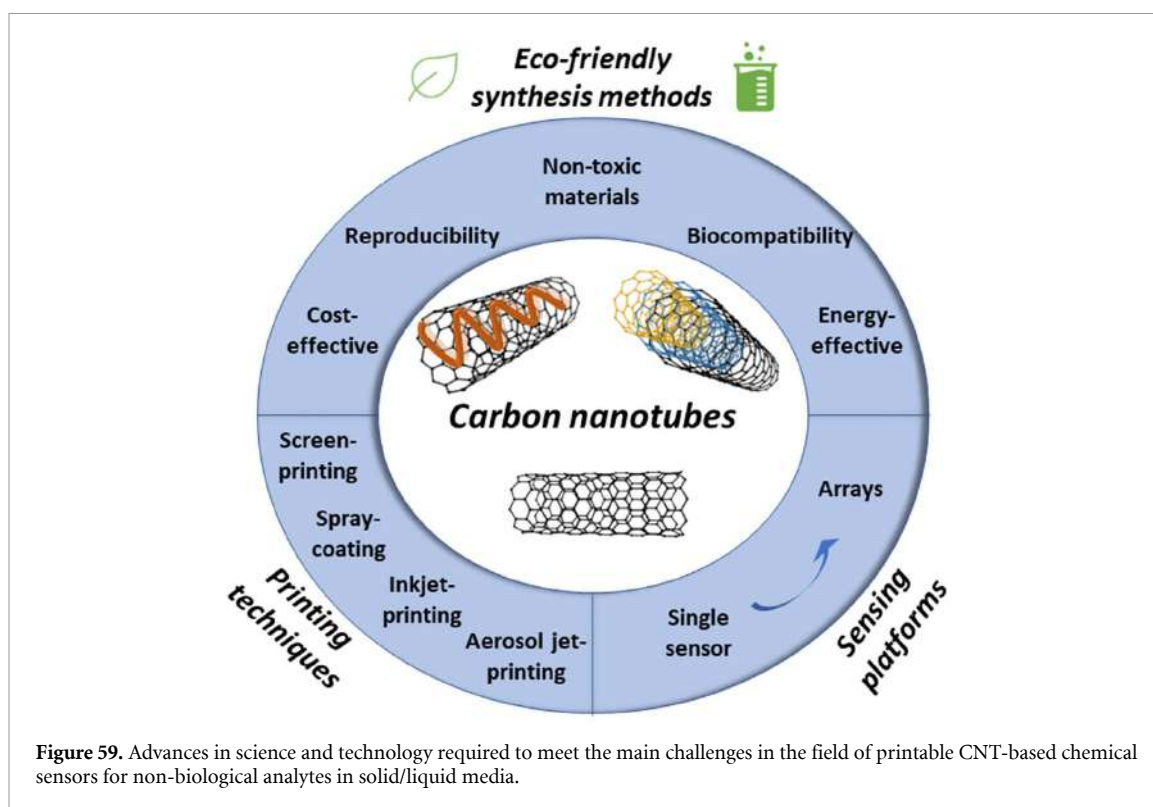 Eco-friendly
synthesis methods
Non-toxic
materials
Reproducibility
Biocompatibility
Cost-
effective
Energy-
effective
Carbon nanotubes
Screen-
printing
Spray-
coating
Inkjet-
printing
Aerosol jet-
printing
Printing
techniques
Single
sensor
Arrays
Sensing
platforms
Figure 59. Advances in science and technology required to meet the main challenges in the field of printable CNT-based chemical
sensors for non-biological analytes in solid/liquid media.